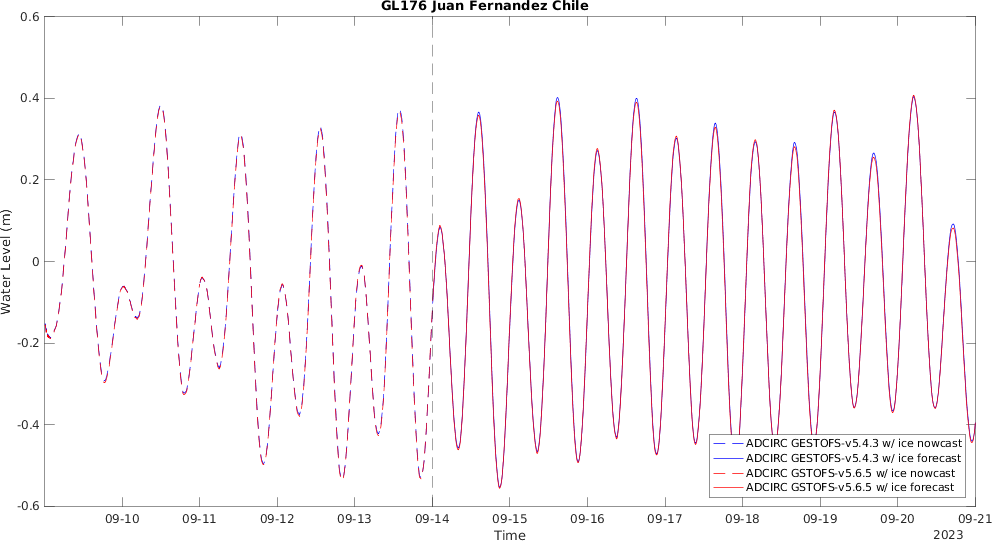 GL176 Juan Fernandez Chile
0.6
0.4
0.2
0
-0.2
-0.4
-0.6
Water Level (m)
ADCIRC GESTOFS-v5.4.3 w/ ice nowcast
ADCIRC GESTOFS-v5.4.3 w/ ice forecast
ADCIRC GSTOFS-v5.6.5 w/ ice nowcast
ADCIRC GSTOFS-v5.6.5 w/ ice forecast
09-10 09-11 09-12 09-13 09-14 09-15 09-16 09-17 09-18 09-19 09-20 09-21
Time
2023